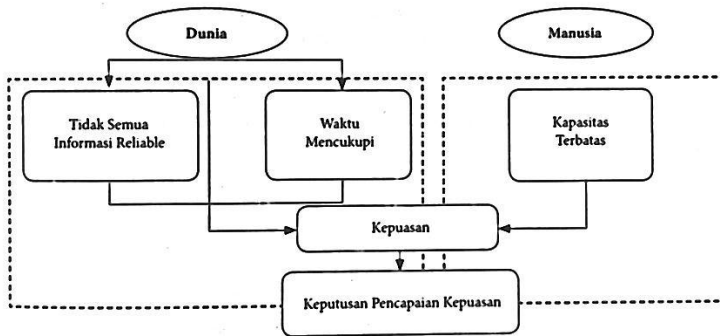 Dunia
Manusia
Tidak Semua
Informasi Reliable
Waktu
Mencukupi
Kapasitas
Terbatas
Kepuasan
Keputusan Pencapaian Kepuasan